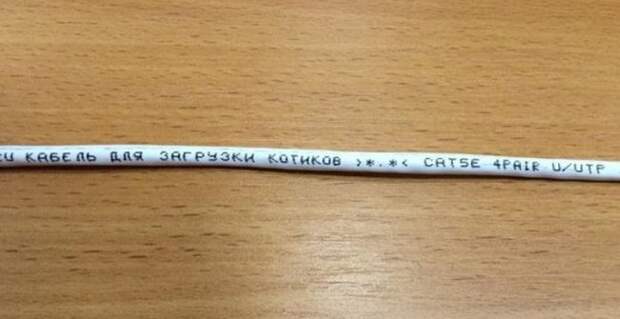 КАБЕЛЬ ДЛЯ ЗАГРУЗКИ КОТИКОВ >*.*< CAT5E 4PAIR U/UTP